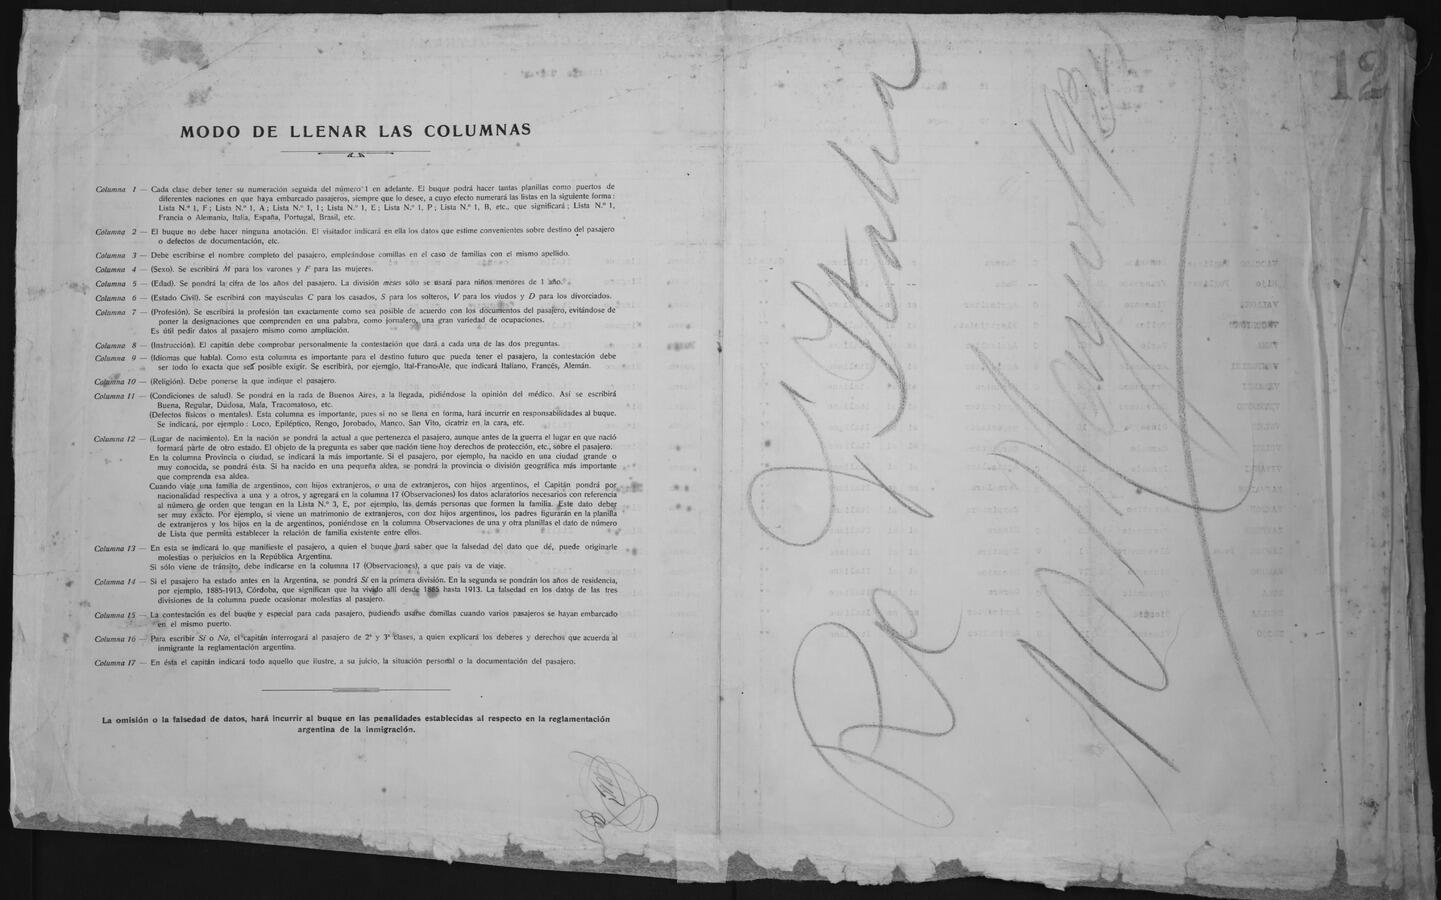 MODO DE LLENAR LAS COLUMNAS
Columna 1 — Cada clase deber tener su numeración seguida del número 1 en adelante. El buque podrá hacer tantas planillas como puertos de
diferentes naciones en que haya embarcado pasajeros, siempre que lo desee, a cuyo efecto numerará las listas en la siguiente forma:
Lista N.º 1, F; Lista N.º 1, A; Lista N.º 1, I; Lista N.º 1, E; Lista N.º 1, P; Lista N.º 1, B, etc., que significará; Lista N.º 1,
Francia o Alemania, Italia, España, Portugal, Brasil, etc.
Columna 2 — El buque no debe hacer ninguna anotación. El visitador indicará en ella los datos que estime convenientes sobre destino del pasajero
o defectos de documentación, etc.
Columna 3 — Debe escribirse el nombre completo del pasajero, empleándose comillas en el caso de familias con el mismo apellido.
Columna 4 — (Sexo). Se escribirá M para los varones y F para las mujeres.
Columna 5 — (Edad). Se pondrá la cifra de los años del pasajero. La división meses sólo se usará para niños menores de 1 año.
Columna 6 — (Estado Civil). Se escribirá con mayúsculas C para los casados, S para los solteros, V para los viudos y D para los divorciados.
Columna 7 — (Profesión). Se escribirá la profesión tan exactamente como sea posible de acuerdo con los documentos del pasajero, evitándose de
poner la designaciones que comprenden en una palabra, como jornalero, una gran variedad de ocupaciones.
Es útil pedir datos al pasajero mismo como ampliación.
Columna 8 — (Instrucción). El capitán debe comprobar personalmente la contestación que dará a cada una de las dos preguntas.
Columna 9 — (Idiomas que habla). Como esta columna es importante para el destino futuro que pueda tener el pasajero, la contestación debe
ser todo lo exacta que sea posible exigir. Se escribirá, por ejemplo, Ital-Franc-Ale, que indicará Italiano, Francés, Alemán.
Columna 10 — (Religión). Debe ponerse la que indique el pasajero.
Columna 11 — (Condiciones de salud). Se pondrá en la rada de Buenos Aires, a la llegada, pidiéndose la opinión del médico. Así se escribirá
Buena, Regular, Dudosa, Mala, Tracomatoso, etc.
(Defectos físicos o mentales). Esta columna es importante, pues si no se llena en forma, hará incurrir en responsabilidades al buque.
Se indicará, por ejemplo: Loco, Epiléptico, Rengo, Jorobado, Manco, San Vito, cicatriz en la cara, etc.
Columna 12 — (Lugar de nacimiento). En la nación se pondrá la actual a que pertenezca el pasajero, aunque antes de la guerra el lugar en que nació
formará parte de otro estado. El objeto de la pregunta es saber que nación tiene hoy derechos de protección, etc., sobre el pasajero.
En la columna Provincia o ciudad, se indicará la más importante. Si el pasajero, por ejemplo, ha nacido en una ciudad grande o
muy conocida, se pondrá ésta. Si ha nacido en una pequeña aldea, se pondrá la provincia o división geográfica más importante
que comprenda esa aldea.
Cuando viaje una familia de argentinos, con hijos extranjeros, o una de extranjeros, con hijos argentinos, el Capitán pondrá por
nacionalidad respectiva a una y a otros, y agregará en la columna 17 (Observaciones) los datos aclaratorios necesarios con referencia
al número de orden que tengan en la Lista N.º 3, E, por ejemplo, las demás personas que formen la familia. Este dato deber
ser muy exacto. Por ejemplo, si viene un matrimonio de extranjeros, con doz hijos argentinos, los padres figurarán en la planilla
de extranjeros y los hijos en la de argentinos, poniéndose en la columna Observaciones de una y otra planillas el dato de número
de Lista que permita establecer la relación de familia existente entre ellos.
Columna 13 — En esta se indicará lo que manifieste el pasajero, a quien el buque hará saber que la falsedad del dato que dé, puede originarle
molestias o perjuicios en la República Argentina.
Si sólo viene de tránsito, debe indicarse en la columna 17 (Observaciones), a que país va de viaje.
Columna 14 — Si el pasajero ha estado antes en la Argentina, se pondrá Sí en la primera división. En la segunda se pondrán los años de residencia,
por ejemplo, 1885-1913, Córdoba, que significan que ha vivido allí desde 1885 hasta 1913. La falsedad en los datos de las tres
divisiones de la columna puede ocasionar molestias al pasajero.
Columna 15 — La contestación es del buque y especial para cada pasajero, pudiendo usarse comillas cuando varios pasajeros se hayan embarcado
en el mismo puerto.
Columna 16 — Para escribir Sí o No, el capitán interrogará al pasajero de 2ª y 3ª clases, a quien explicará los deberes y derechos que acuerda al
inmigrante la reglamentación argentina.
Columna 17 — En ésta el capitán indicará todo aquello que ilustre, a su juicio, la situación personal o la documentación del pasajero.
La omisión o la falsedad de datos, hará incurrir al buque en las penalidades establecidas al respecto en la reglamentación
argentina de la inmigración.
Re d'Italia
10 Mayo/1931
12